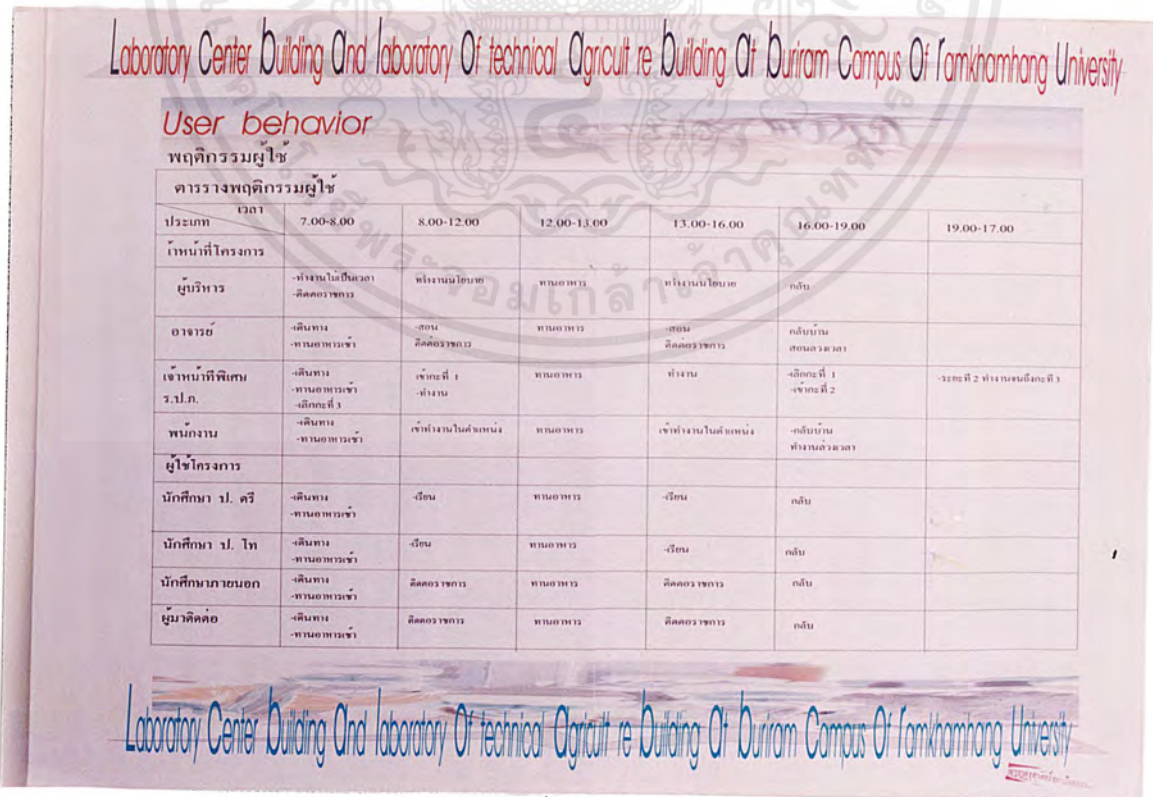 Laboratory Center building And laboratory Of technical Agricult re building At buriram Campus Of ramkhamhang University
User behavior
พฤติกรรมผู้ใช้
ตารรางพฤติกรรมผู้ใช้
เวลา
ประเภท 7.00-8.00 8.00-12.00 12.00-13.00 13.00-16.00 16.00-19.00 19.00-17.00
เ้าหน้าที่โครงการ
ผู้บริหาร -ทำงานไม่เป็นเวลา ทำงานนโยบาย ทานอาหาร ทำงานนโยบาย กลับ
-ติดต่อราชการ
อาจารย์ -เดินทาง -สอน ทานอาหาร -สอน กลับบ้าน
-ทานอาหารเช้า ติดต่อราชการ ติดต่อราชการ สอนล่วงเวลา
เจ้าหน้าที่พิเศษ -เดินทาง เข้ากะที่ 1 ทานอาหาร ทำงาน -เลิกกะที่ 1 -ระยะที่ 2 ทำงานจนถึงกะที่ 3
ร.ป.ภ. -ทานอาหารเช้า -ทำงาน -เข้ากะที่ 2
-เลิกกะที่ 3
พนักงาน -เดินทาง เข้าทำงานในตำแหน่ง ทานอาหาร เข้าทำงานในตำแหน่ง -กลับบ้าน
-ทานอาหารเช้า ทำงานล่วงเวลา
ผู้ใช้โครงการ
นักศึกษา ป. ตรี -เดินทาง -เรียน ทานอาหาร -เรียน กลับ
-ทานอาหารเช้า
นักศึกษา ป. โท -เดินทาง -เรียน ทานอาหาร -เรียน กลับ
-ทานอาหารเช้า
นักศึกษาภายนอก -เดินทาง ติดต่อราชการ ทานอาหาร ติดต่อราชการ กลับ
-ทานอาหารเช้า
ผู้มาติดต่อ -เดินทาง ติดต่อราชการ ทานอาหาร ติดต่อราชการ กลับ
-ทานอาหารเช้า
Laboratory Center building And laboratory Of technical Agricult re building At buriram Campus Of ramkhamhang University